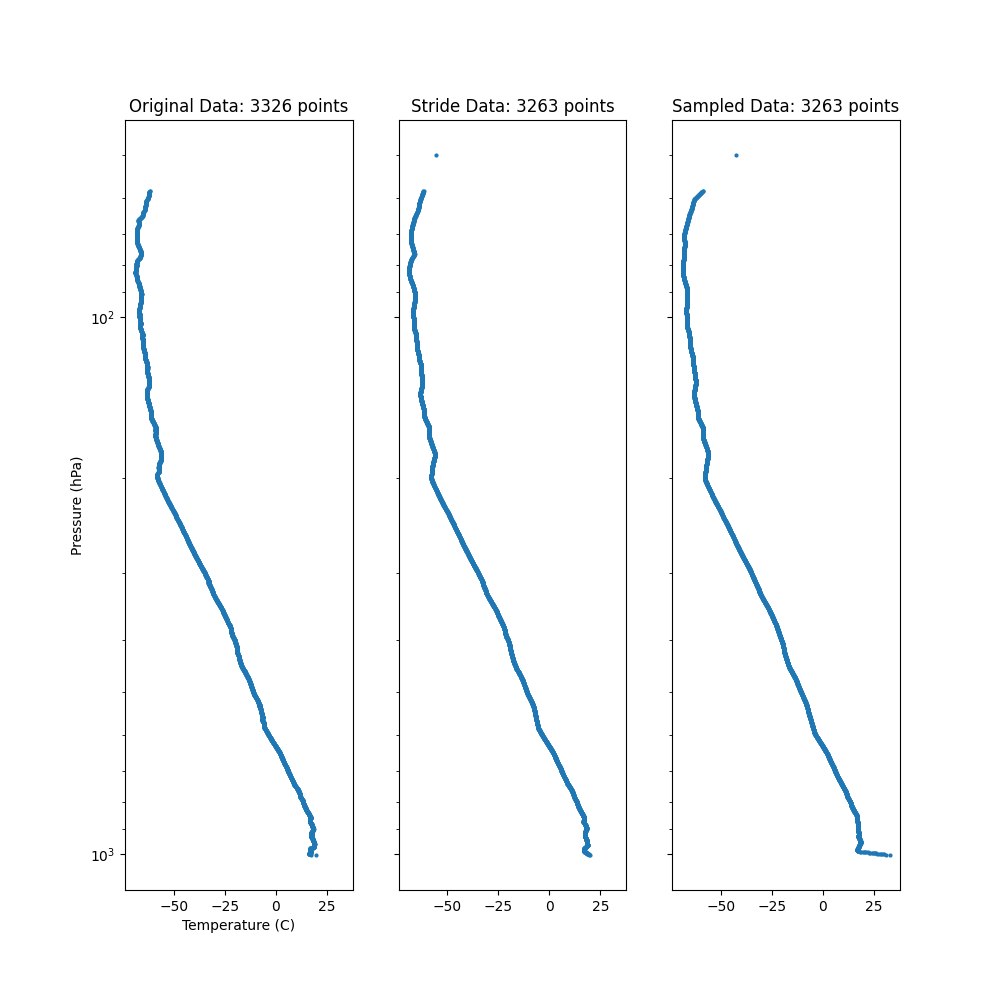 Original Data: 3326 points
Stride Data: 3263 points
Sampled Data: 3263 points
10²
10³
Pressure (hPa)
−50 −25 0 25
−50 −25 0 25
−50 −25 0 25
Temperature (C)